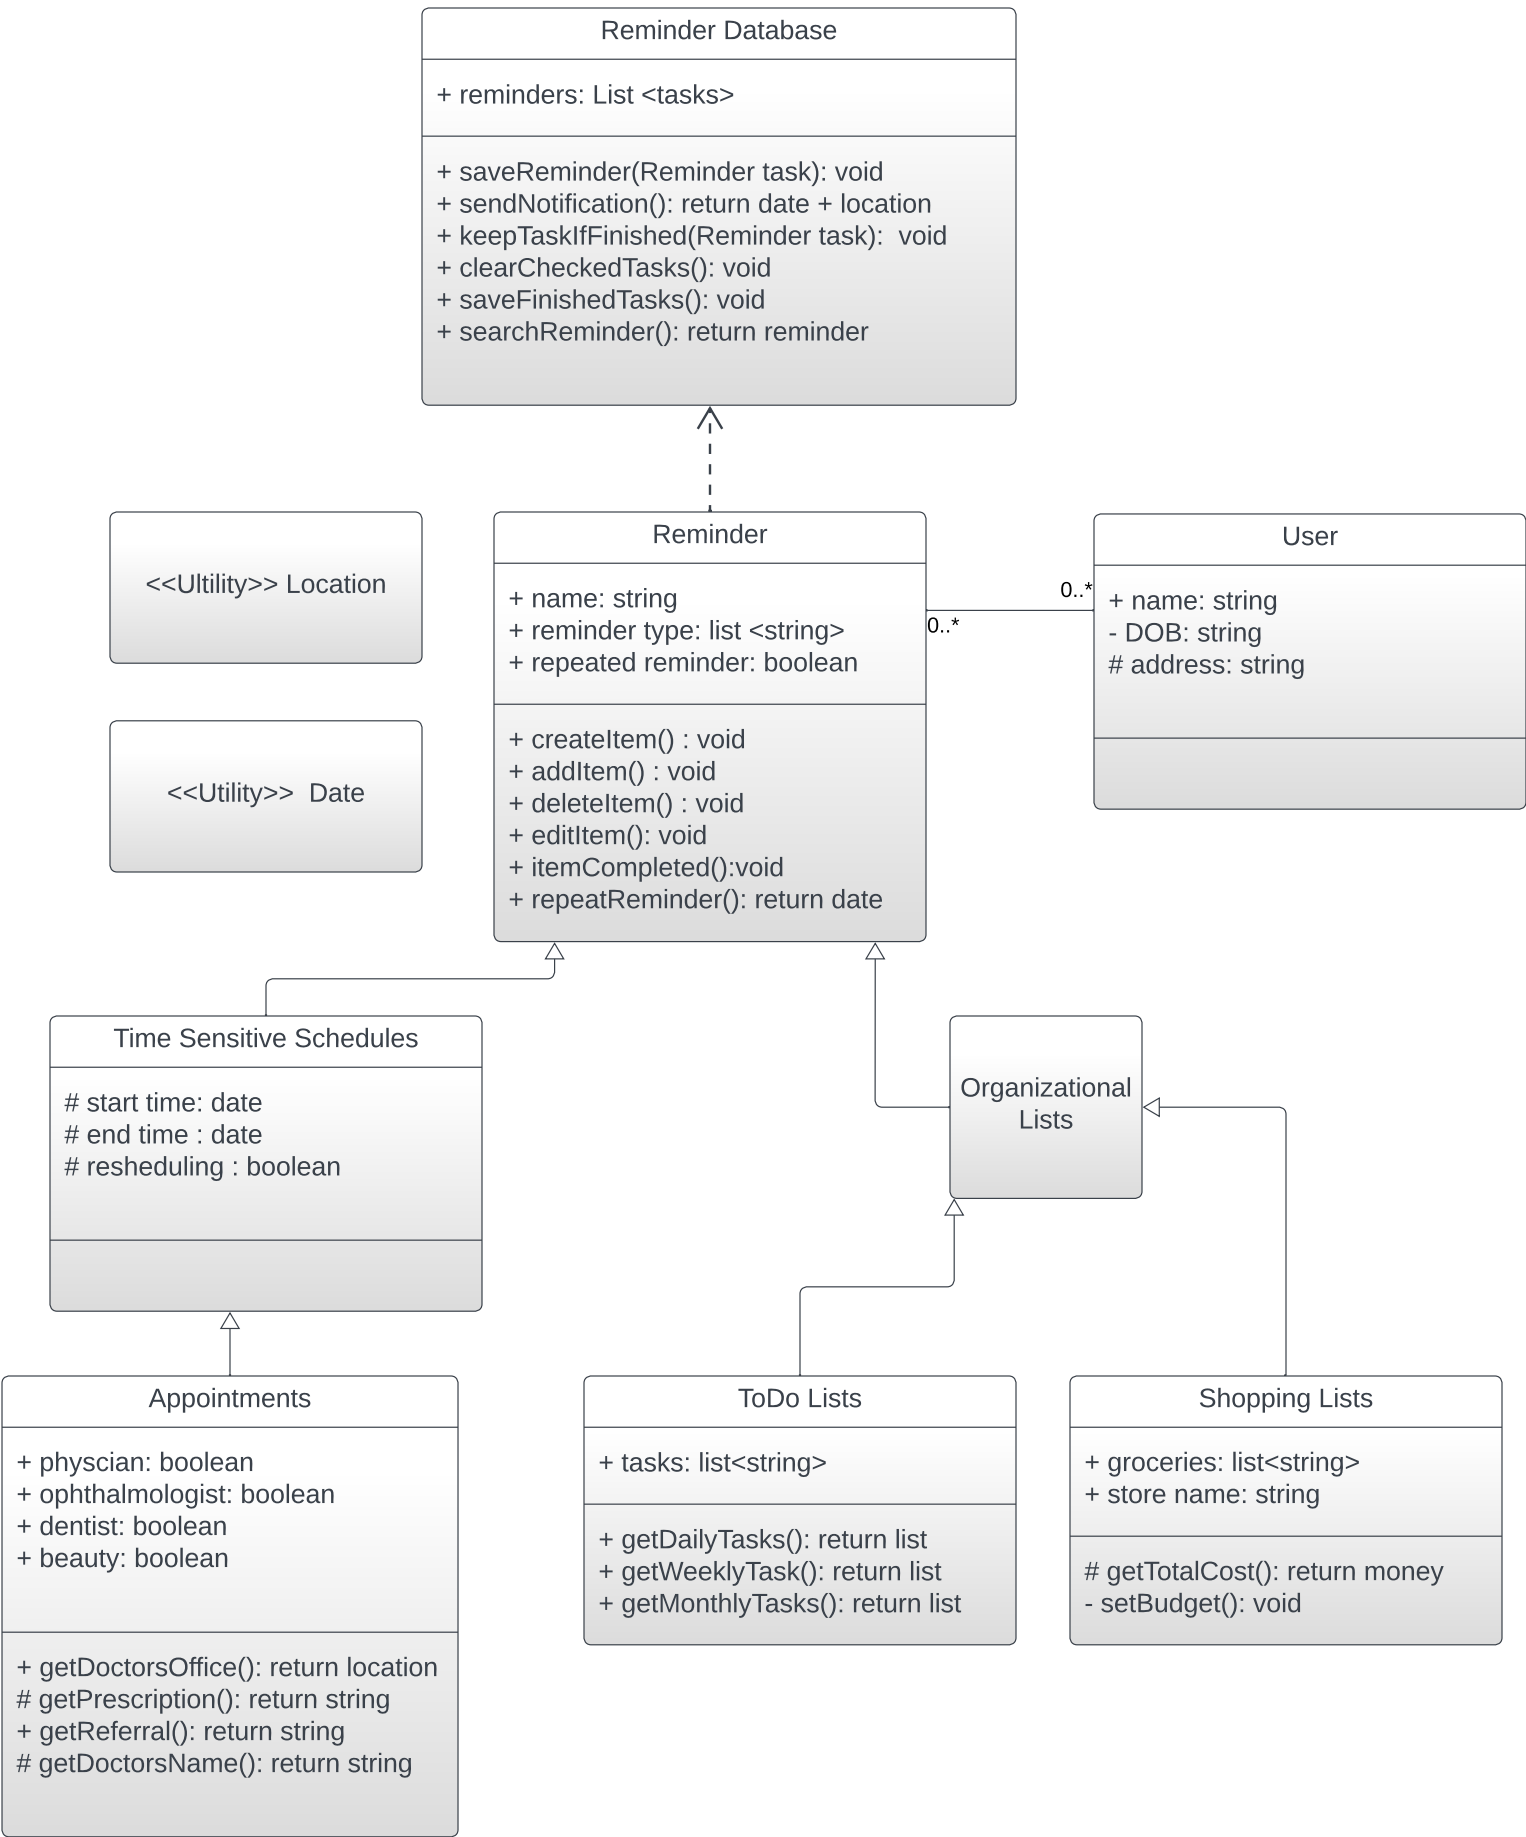 Reminder Database
+ reminders: List <tasks>
+ saveReminder(Reminder task): void
+ sendNotification(): return date + location
+ keepTaskIfFinished(Reminder task):  void
+ clearCheckedTasks(): void
+ saveFinishedTasks(): void
+ searchReminder(): return reminder
<<Ultility>> Location
<<Utility>>  Date
Reminder
+ name: string
+ reminder type: list <string>
+ repeated reminder: boolean
+ createItem() : void
+ addItem() : void
+ deleteItem() : void
+ editItem(): void
+ itemCompleted():void
+ repeatReminder(): return date
0..*
0..*
User
+ name: string
- DOB: string
# address: string
Time Sensitive Schedules
# start time: date
# end time : date
# resheduling : boolean
Organizational
Lists
Appointments
+ physcian: boolean
+ ophthalmologist: boolean
+ dentist: boolean
+ beauty: boolean
+ getDoctorsOffice(): return location
# getPrescription(): return string
+ getReferral(): return string
# getDoctorsName(): return string
ToDo Lists
+ tasks: list<string>
+ getDailyTasks(): return list
+ getWeeklyTask(): return list
+ getMonthlyTasks(): return list
Shopping Lists
+ groceries: list<string>
+ store name: string
# getTotalCost(): return money
- setBudget(): void